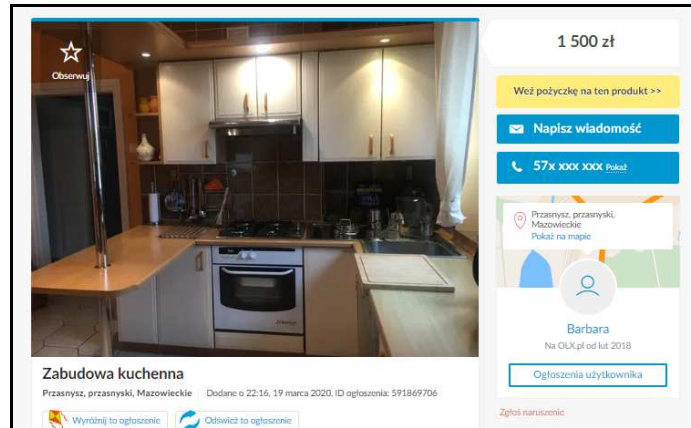 Obserwuj
1 500 zł
Weź pożyczkę na ten produkt >>
Napisz wiadomość
57x xxx xxx Pokaż
Przasnysz, przasnyski,
Mazowieckie
Pokaż na mapie
Barbara
Na OLX.pl od lut 2018
Ogłoszenia użytkownika
Zgłoś naruszenie
Zabudowa kuchenna
Przasnysz, przasnyski, Mazowieckie Dodane o 22:16, 19 marca 2020, ID ogłoszenia: 591869706
Wyróżnij to ogłoszenie Odśwież to ogłoszenie